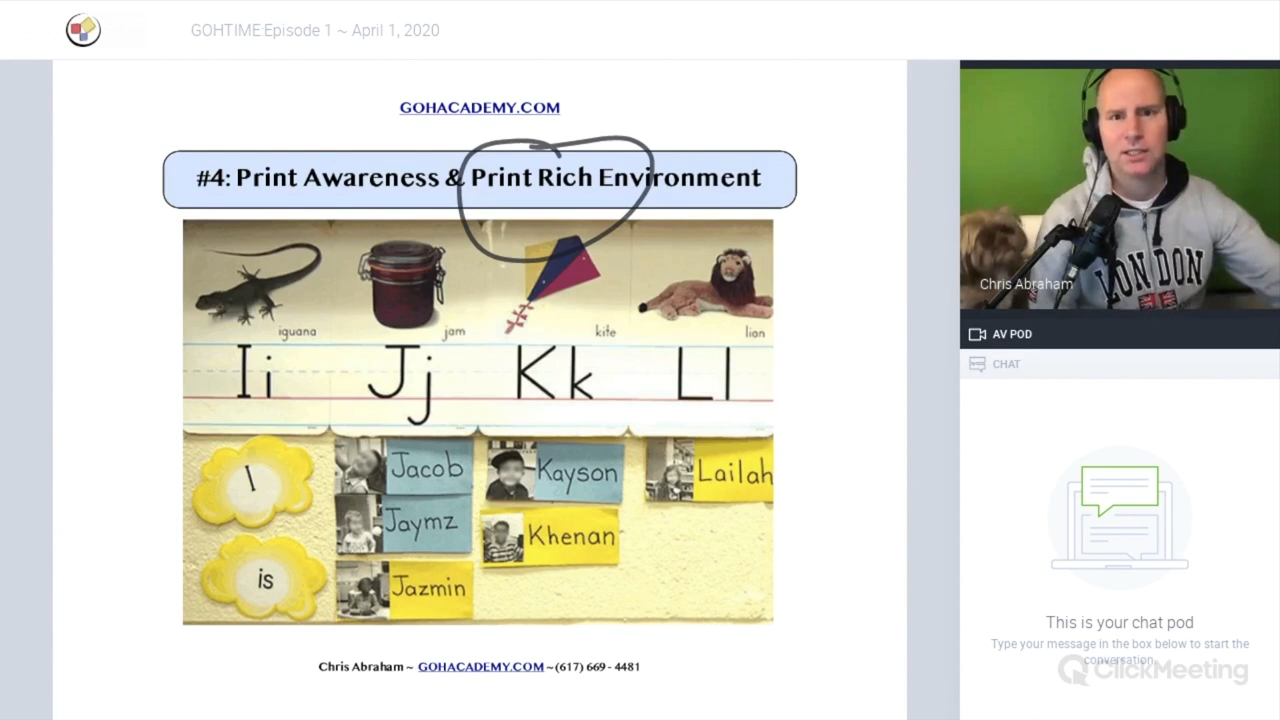 GOHTIME:Episode 1 ~ April 1, 2020
GOHACADEMY.COM
#4: Print Awareness & Print Rich Environment
iguana
jam
kite
lion
Ii
Jj
Kk
Ll
I
Jacob
Kayson
Lailah
Jaymz
Khenan
is
Jazmin
Chris Abraham ~ GOHACADEMY.COM ~(617) 669 - 4481
LONDON
Chris Abraham
AV POD
CHAT
This is your chat pod
Type your message in the box below to start the
conversation.
ClickMeeting